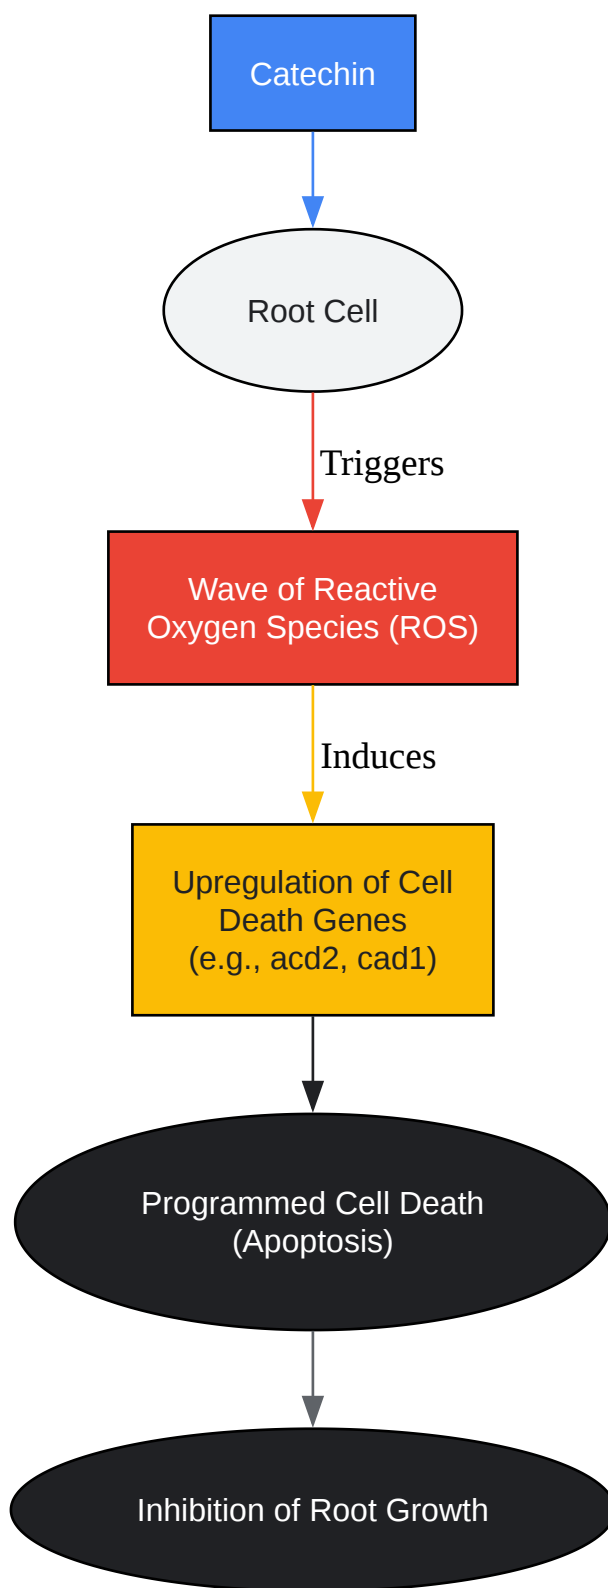 Catechin
Root Cell
Triggers
Wave of Reactive
Oxygen Species (ROS)
Induces
Upregulation of Cell
Death Genes
(e.g., acd2, cad1)
Programmed Cell Death
(Apoptosis)
Inhibition of Root Growth